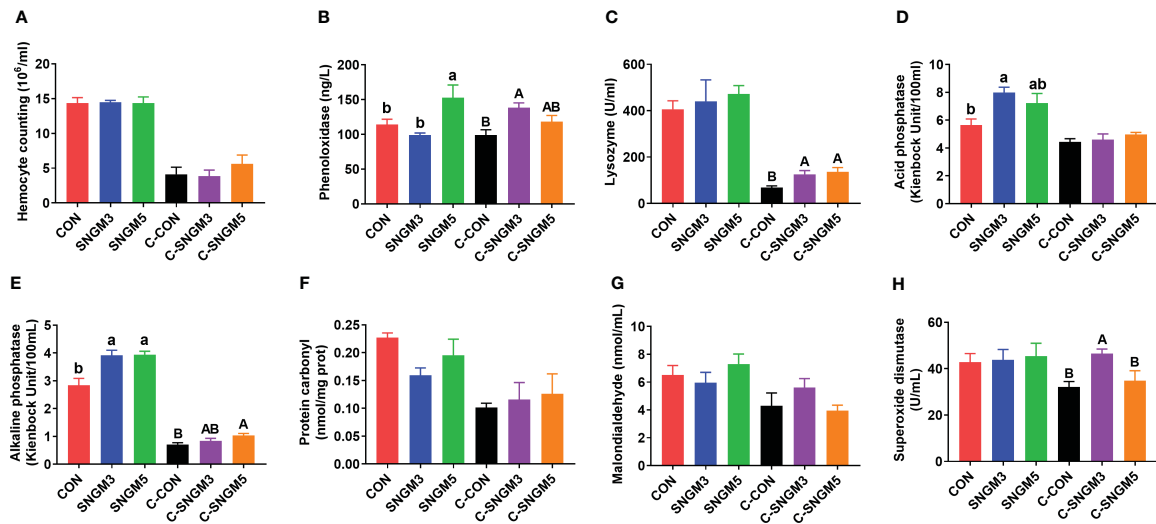 A
Hemocyte counting (10⁶/ml)
20
15
10
5
0
CON
SNGM3
SNGM5
C-CON
C-SNGM3
C-SNGM5
B
Phenoloxidase (ng/L)
200
150
100
50
0
b
b
a
B
A
AB
CON
SNGM3
SNGM5
C-CON
C-SNGM3
C-SNGM5
C
Lysozyme (U/ml)
600
400
200
0
B
A
A
CON
SNGM3
SNGM5
C-CON
C-SNGM3
C-SNGM5
D
Acid phosphatase
(Kienbock Unit/100ml)
10
8
6
4
2
0
b
a
ab
CON
SNGM3
SNGM5
C-CON
C-SNGM3
C-SNGM5
E
Alkaline phosphatase
(Kienbock Unit/100mL)
5
4
3
2
1
0
b
a
a
B
AB
A
CON
SNGM3
SNGM5
C-CON
C-SNGM3
C-SNGM5
F
Protein carbonyl
(nmol/mg prot)
0.25
0.20
0.15
0.10
0.05
0.00
CON
SNGM3
SNGM5
C-CON
C-SNGM3
C-SNGM5
G
Malondialdehyde (nmol/mL)
10
8
6
4
2
0
CON
SNGM3
SNGM5
C-CON
C-SNGM3
C-SNGM5
H
Superoxide dismutase
(U/mL)
60
40
20
0
B
A
B
CON
SNGM3
SNGM5
C-CON
C-SNGM3
C-SNGM5